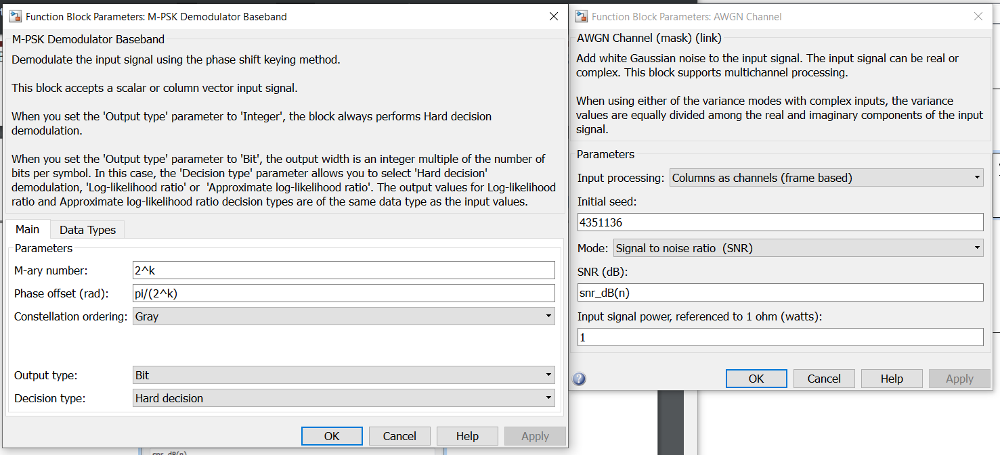 Function Block Parameters: M-PSK Demodulator Baseband
M-PSK Demodulator Baseband
Demodulate the input signal using the phase shift keying method.
This block accepts a scalar or column vector input signal.
When you set the 'Output type' parameter to 'Integer', the block always performs Hard decision
demodulation.
When you set the 'Output type' parameter to 'Bit', the output width is an integer multiple of the number of
bits per symbol. In this case, the 'Decision type' parameter allows you to select 'Hard decision'
demodulation, 'Log-likelihood ratio' or  'Approximate log-likelihood ratio'. The output values for Log-likelihood
ratio and Approximate log-likelihood ratio decision types are of the same data type as the input values.
Main Data Types
Parameters
M-ary number: 2^k
Phase offset (rad): pi/(2^k)
Constellation ordering: Gray
Output type: Bit
Decision type: Hard decision
OK Cancel Help Apply
snr_dB(n)
Function Block Parameters: AWGN Channel
AWGN Channel (mask) (link)
Add white Gaussian noise to the input signal. The input signal can be real or
complex. This block supports multichannel processing.
When using either of the variance modes with complex inputs, the variance
values are equally divided among the real and imaginary components of the input
signal.
Parameters
Input processing: Columns as channels (frame based)
Initial seed:
4351136
Mode: Signal to noise ratio  (SNR)
SNR (dB):
snr_dB(n)
Input signal power, referenced to 1 ohm (watts):
1
? OK Cancel Help Apply